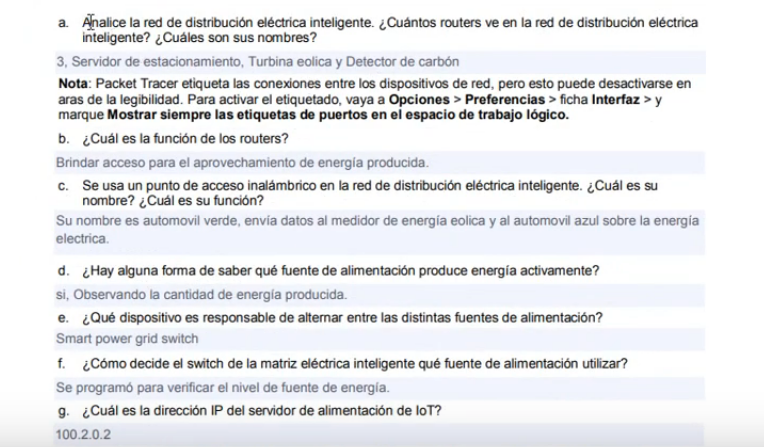 a. Analice la red de distribución eléctrica inteligente. ¿Cuántos routers ve en la red de distribución eléctrica
inteligente? ¿Cuáles son sus nombres?
3, Servidor de estacionamiento, Turbina eolica y Detector de carbón
Nota: Packet Tracer etiqueta las conexiones entre los dispositivos de red, pero esto puede desactivarse en
aras de la legibilidad. Para activar el etiquetado, vaya a Opciones > Preferencias > ficha Interfaz > y
marque Mostrar siempre las etiquetas de puertos en el espacio de trabajo lógico.
b. ¿Cuál es la función de los routers?
Brindar acceso para el aprovechamiento de energía producida.
c. Se usa un punto de acceso inalámbrico en la red de distribución eléctrica inteligente. ¿Cuál es su
nombre? ¿Cuál es su función?
Su nombre es automovil verde, envía datos al medidor de energía eolica y al automovil azul sobre la energía
electrica.
d. ¿Hay alguna forma de saber qué fuente de alimentación produce energía activamente?
si, Observando la cantidad de energía producida.
e. ¿Qué dispositivo es responsable de alternar entre las distintas fuentes de alimentación?
Smart power grid switch
f. ¿Cómo decide el switch de la matriz eléctrica inteligente qué fuente de alimentación utilizar?
Se programó para verificar el nivel de fuente de energía.
g. ¿Cuál es la dirección IP del servidor de alimentación de IoT?
100.2.0.2